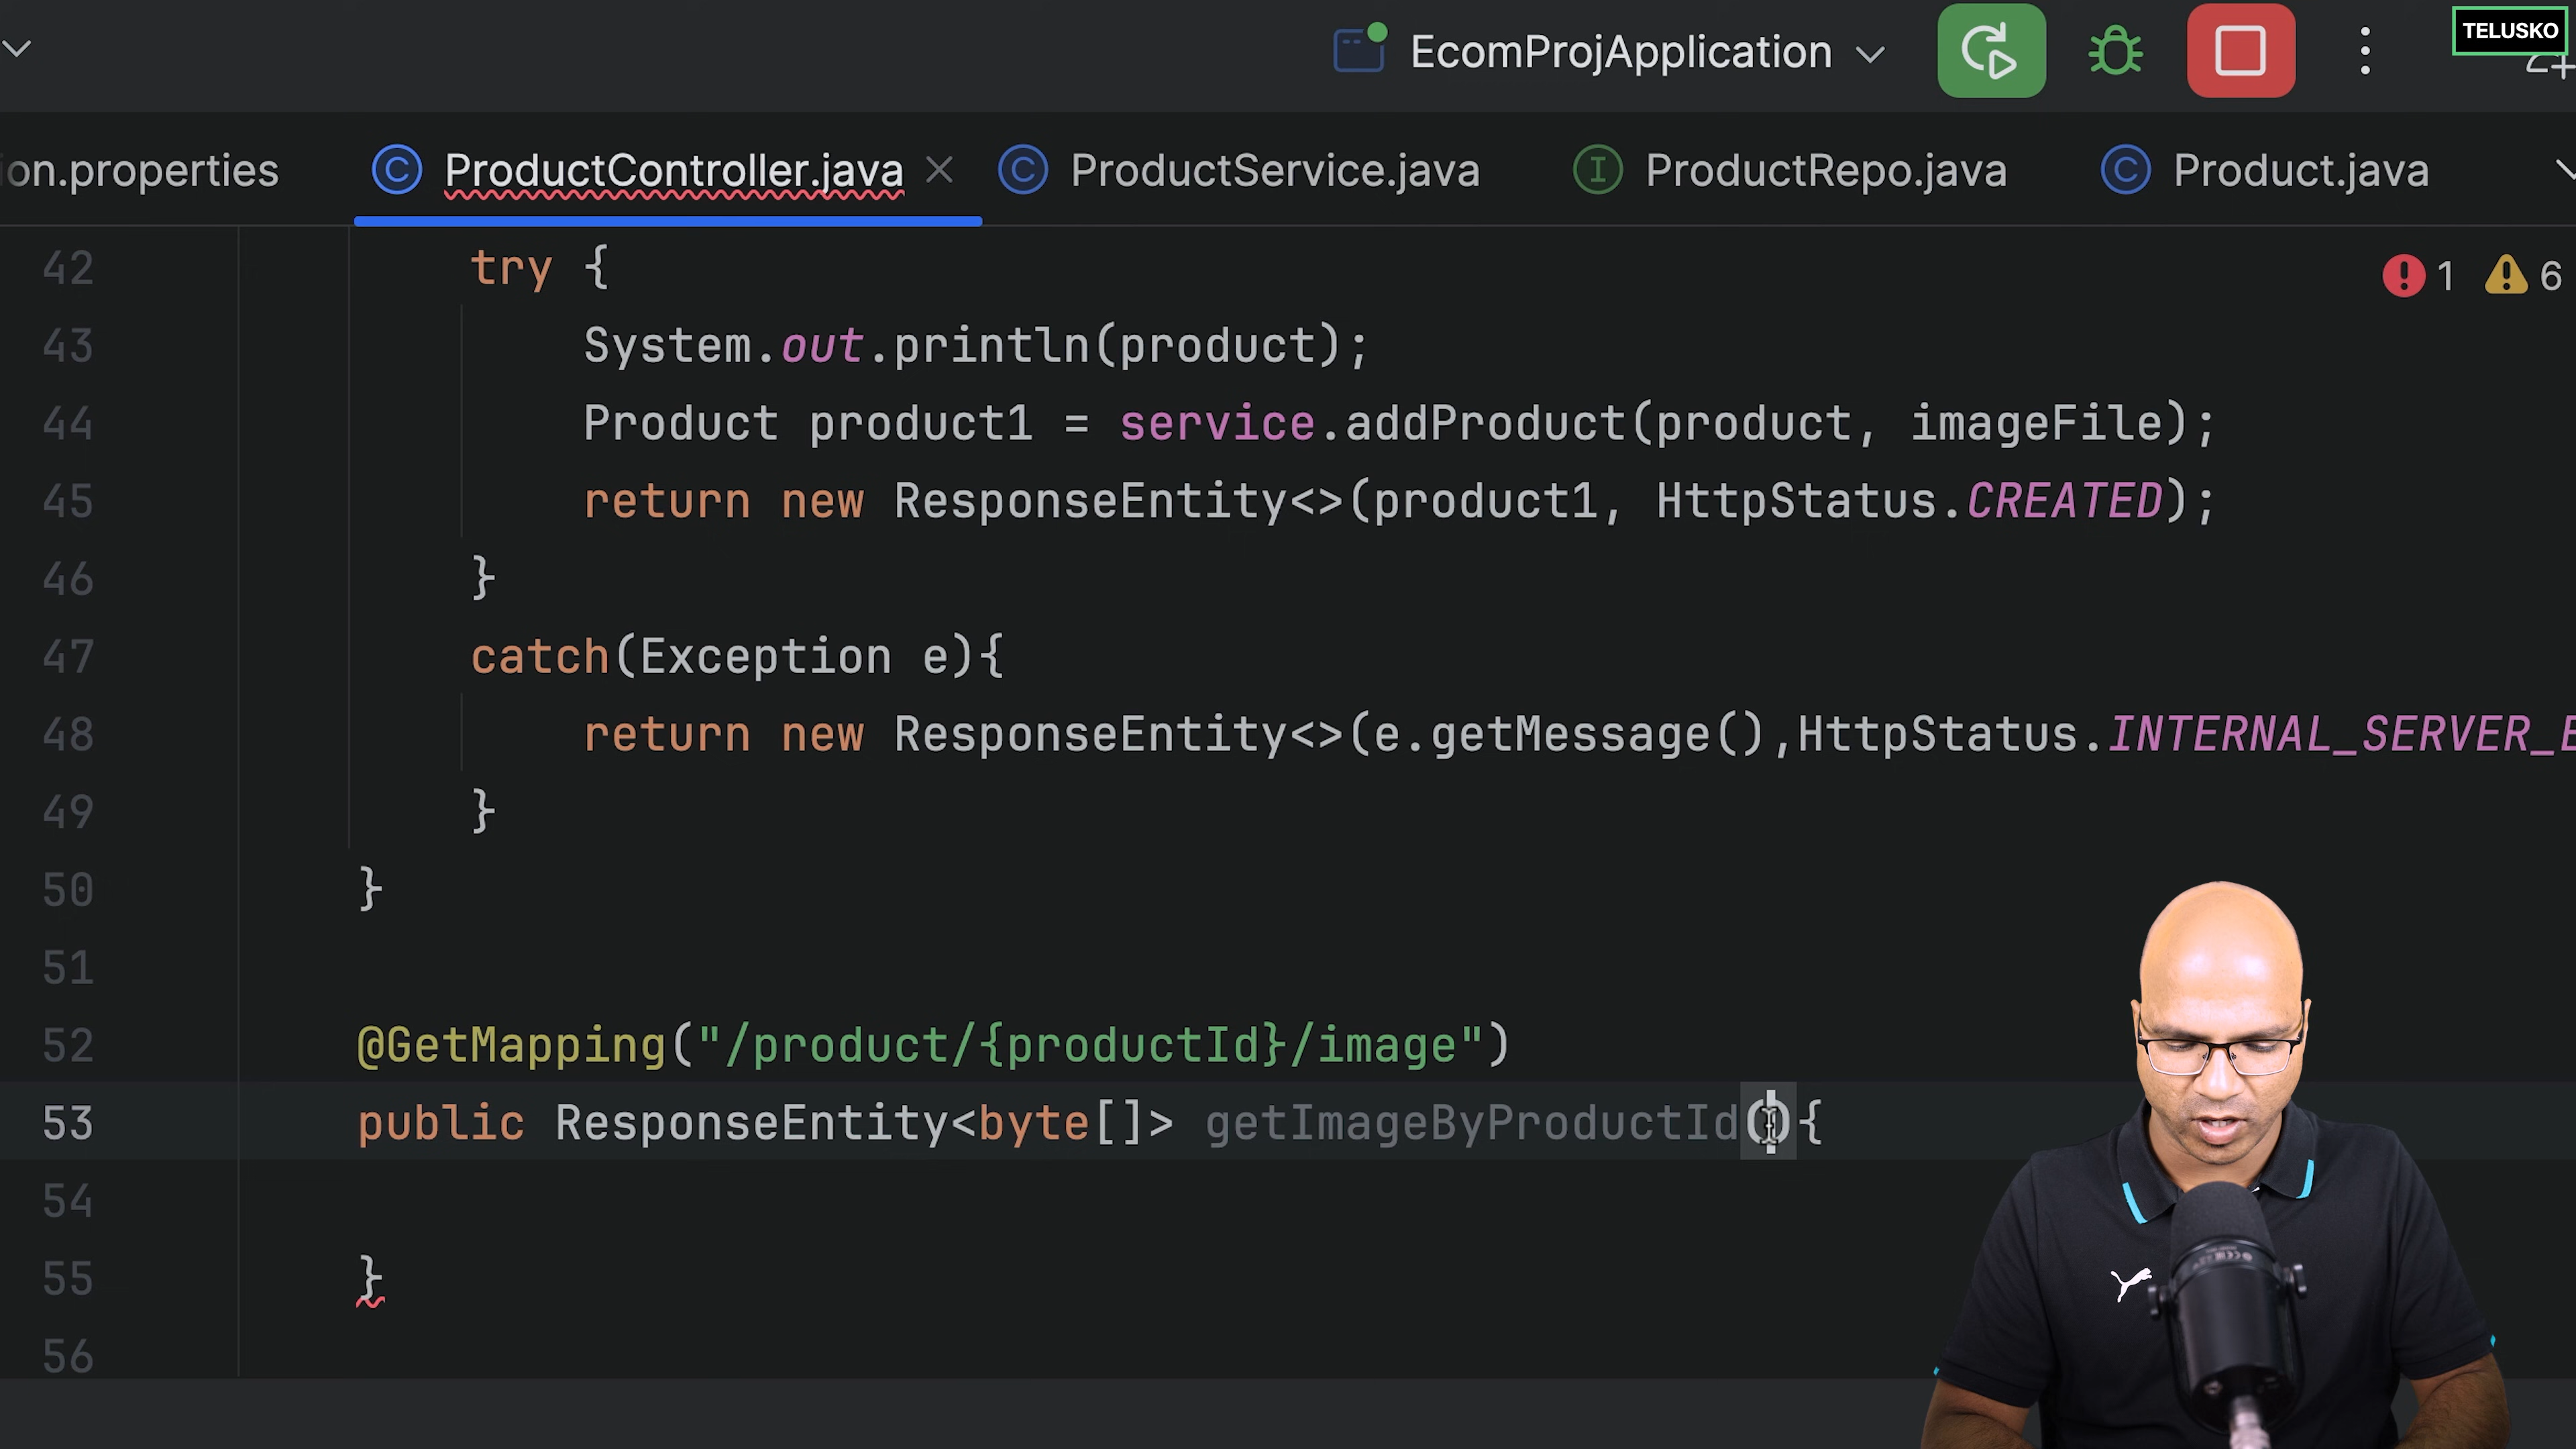 EcomProjApplication
TELUSKO
on.properties
ProductController.java
ProductService.java
ProductRepo.java
Product.java
1 6
42 try {
43 System.out.println(product);
44 Product product1 = service.addProduct(product, imageFile);
45 return new ResponseEntity<>(product1, HttpStatus.CREATED);
46 }
47 catch(Exception e){
48 return new ResponseEntity<>(e.getMessage(),HttpStatus.INTERNAL_SERVER_E
49 }
50 }
51
52 @GetMapping("/product/{productId}/image")
53 public ResponseEntity<byte[]> getImageByProductId(){
54
55 }
56